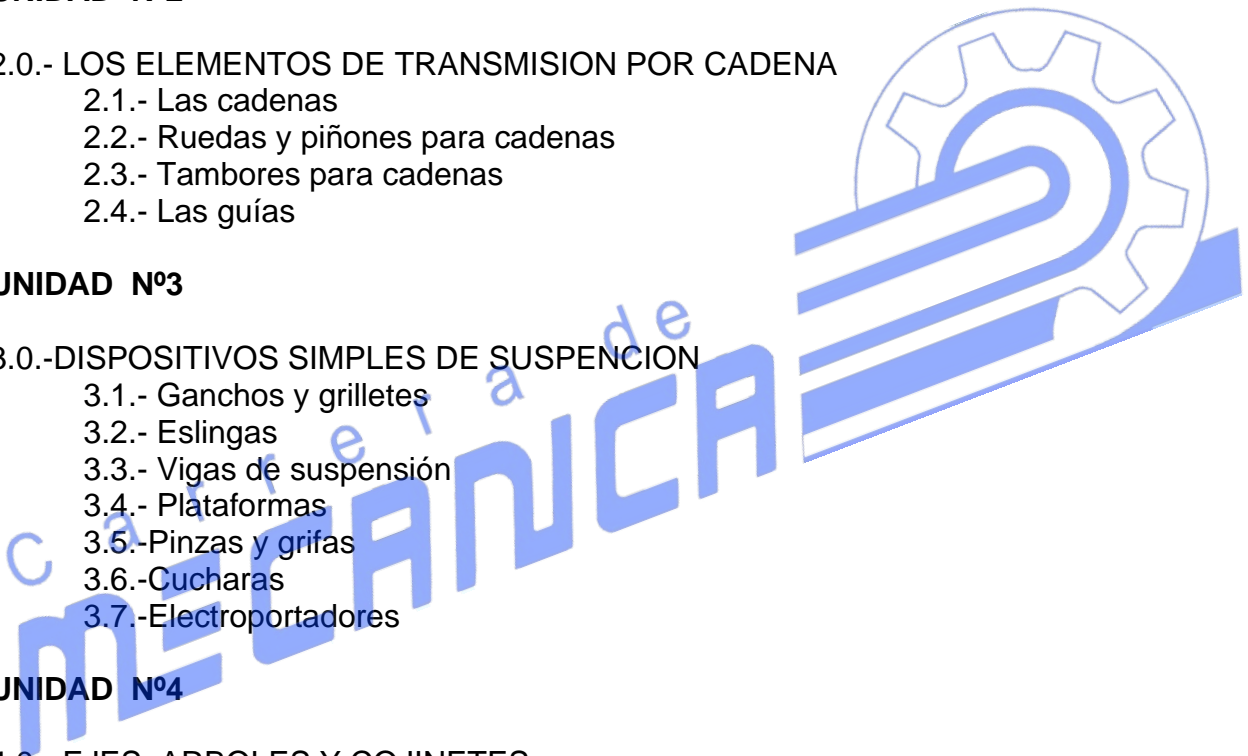 2.0.- LOS ELEMENTOS DE TRANSMISION POR CADENA
2.1.- Las cadenas
2.2.- Ruedas y piñones para cadenas
2.3.- Tambores para cadenas
2.4.- Las guías
UNIDAD Nº3
3.0.-DISPOSITIVOS SIMPLES DE SUSPENCION
3.1.- Ganchos y grilletes
3.2.- Eslingas
3.3.- Vigas de suspensión
3.4.- Plataformas
3.5.-Pinzas y grifas
3.6.-Cucharas
3.7.-Electroportadores
Carrera de
MECANICA
UNIDAD Nº4